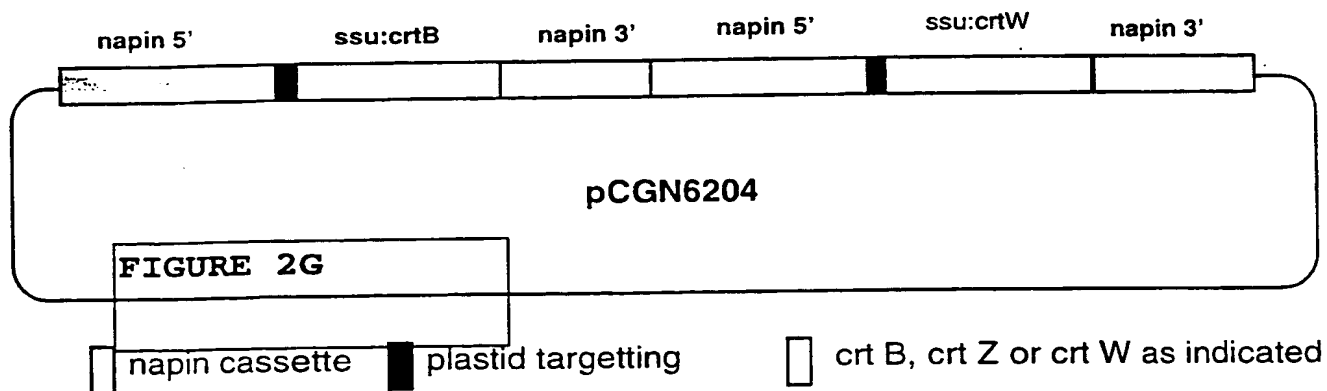 napin 5’ ssu:crtB napin 3’ napin 5’ ssu:crtW napin 3’
pCGN6204
FIGURE 2G
napin cassette plastid targetting crt B, crt Z or crt W as indicated